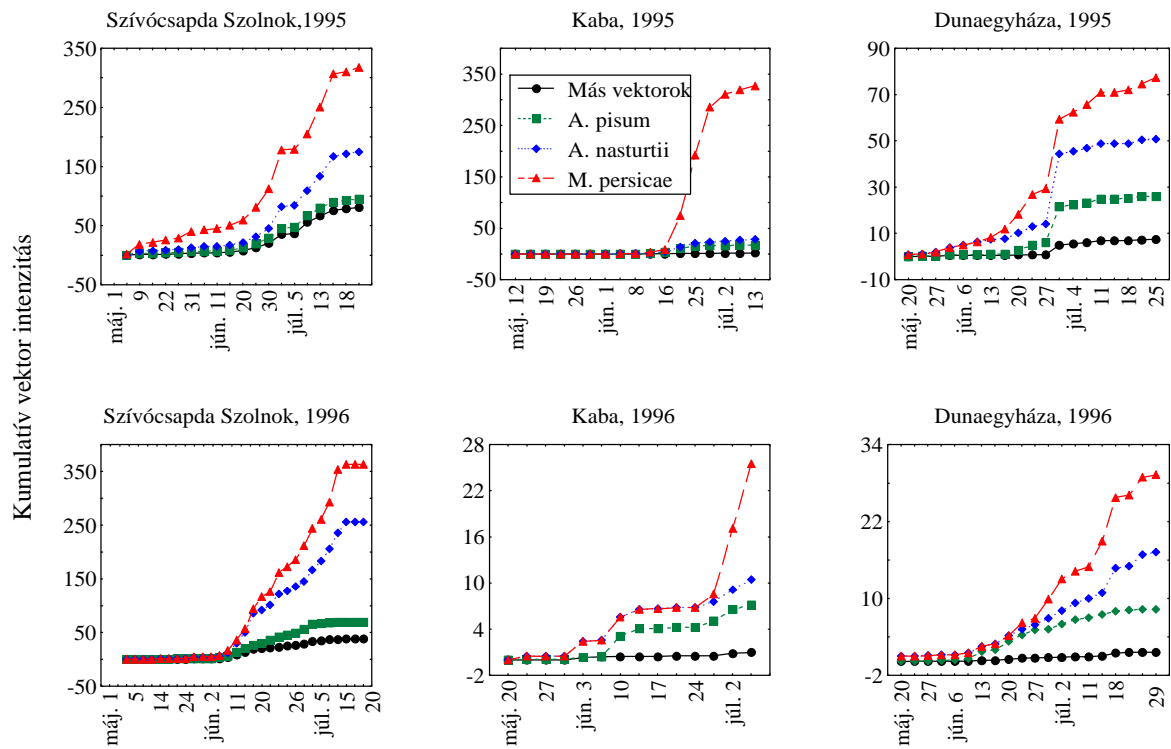 Kumulatív vektor intenzitás
Szívócsapda Szolnok,1995
350
250
150
50
-50
máj. 1
9
22
31
jún. 11
20
30
júl. 5
13
18
Kaba, 1995
350
250
150
50
-50
Más vektorok
A. pisum
A. nasturtii
M. persicae
máj. 12
19
26
jún. 1
8
16
25
júl. 2
13
Dunaegyháza, 1995
90
70
50
30
10
-10
máj. 20
27
jún. 6
13
20
27
júl. 4
11
18
25
Szívócsapda Szolnok, 1996
350
250
150
50
-50
máj. 1
5
14
24
jún. 2
11
20
26
júl. 5
15
20
Kaba, 1996
28
22
16
10
4
-2
máj. 20
27
jún. 3
10
17
24
júl. 2
Dunaegyháza, 1996
34
22
10
-2
máj. 20
27
jún. 6
13
20
27
júl. 2
11
18
29